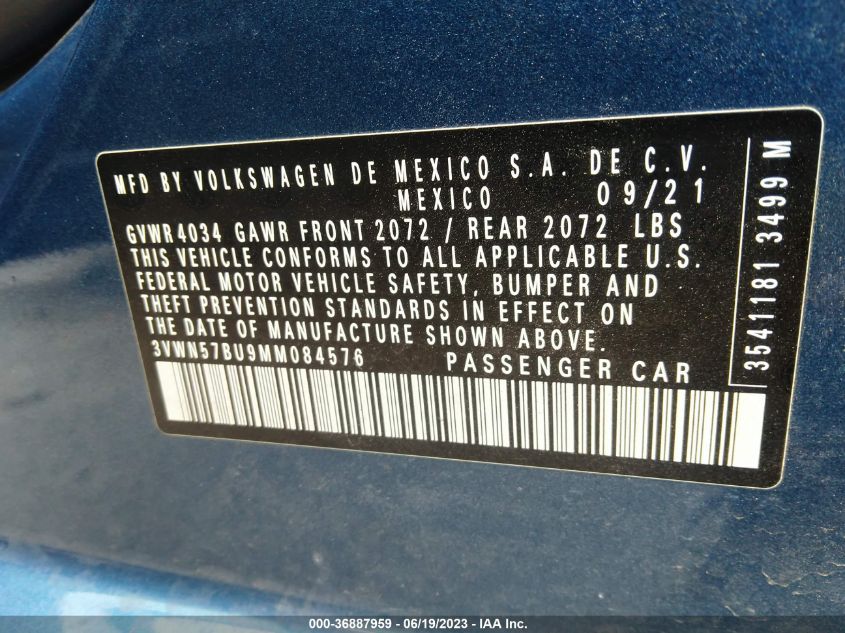 MFD BY VOLKSWAGEN DE MEXICO S.A. DE C.V.
MEXICO 09/21
GVWR 4034 GAWR FRONT 2072 / REAR 2072 LBS
THIS VEHICLE CONFORMS TO ALL APPLICABLE U.S.
FEDERAL MOTOR VEHICLE SAFETY, BUMPER AND
THEFT PREVENTION STANDARDS IN EFFECT ON
THE DATE OF MANUFACTURE SHOWN ABOVE.
3VWN57BU9MM084576 PASSENGER CAR
3541181 3499 M
000-36887959 - 06/19/2023 - IAA Inc.